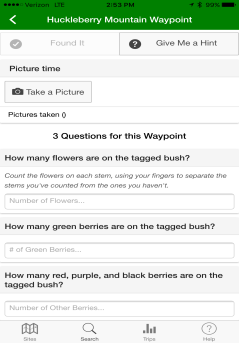 Verizon LTE 2:53 PM 99%
Huckleberry Mountain Waypoint
Found It
? Give Me a Hint
Picture time
Take a Picture
Pictures taken ()
3 Questions for this Waypoint
How many flowers are on the tagged bush?
Count the flowers on each stem, using your fingers to separate the
stems you've counted from the ones you haven't.
Number of Flowers...
How many green berries are on the tagged bush?
# of Green Berries...
How many red, purple, and black berries are on the
tagged bush?
Number of Other Berries...
Sites Search Trips Help